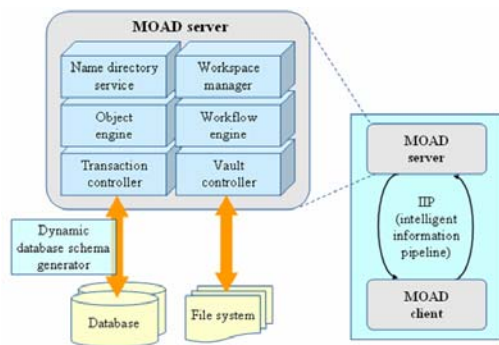 MOAD server
Name directory
service
Workspace
manager
Object
engine
Workflow
engine
Transaction
controller
Vault
controller
Dynamic
database schema
generator
Database
File system
MOAD
server
IIP
(intelligent
information
pipeline)
MOAD
client